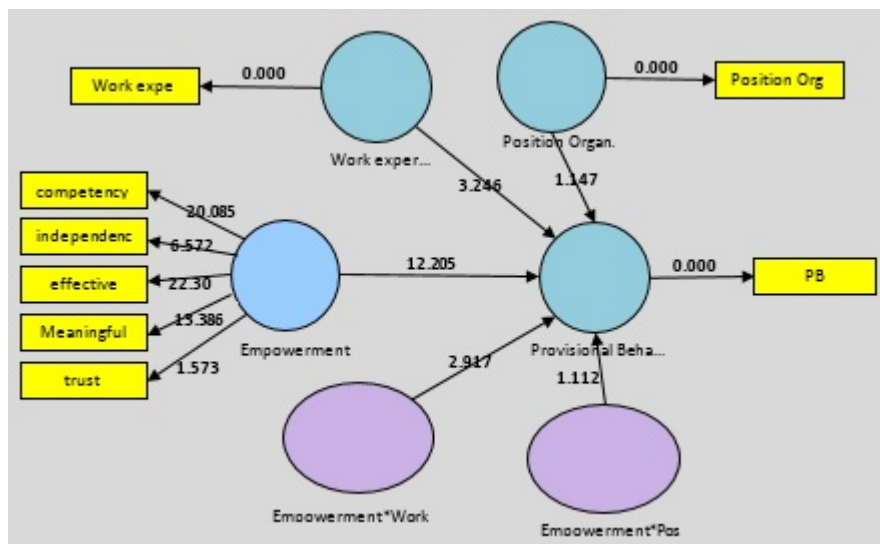 0.000
Work expe
0.000
Position Org
Work exper...
Position Organ.
3.246
1.147
competency
20.085
independenc
6.572
effective
22.30
12.205
0.000
PB
Meaningful
13.386
Empowerment
Provisional Beha...
trust
1.573
2.917
1.112
Empowerment*Work
Empowerment*Pos